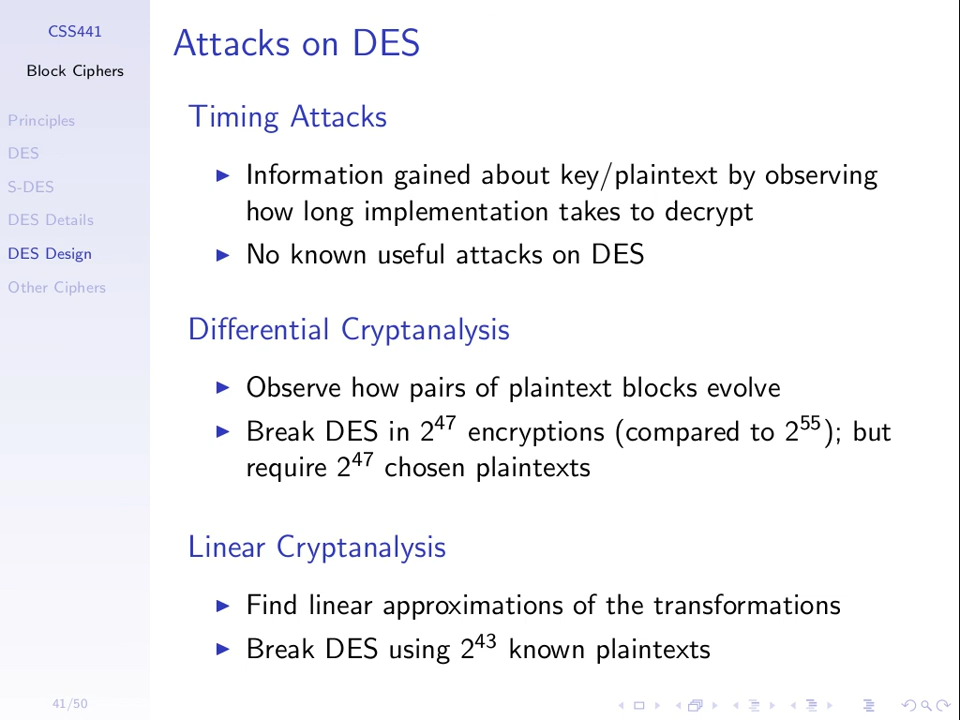 CSS441
Block Ciphers
Principles
DES
S-DES
DES Details
DES Design
Other Ciphers
41/50
Attacks on DES
Timing Attacks
Information gained about key/plaintext by observing
how long implementation takes to decrypt
No known useful attacks on DES
Differential Cryptanalysis
Observe how pairs of plaintext blocks evolve
Break DES in 2^47 encryptions (compared to 2^55); but
require 2^47 chosen plaintexts
Linear Cryptanalysis
Find linear approximations of the transformations
Break DES using 2^43 known plaintexts